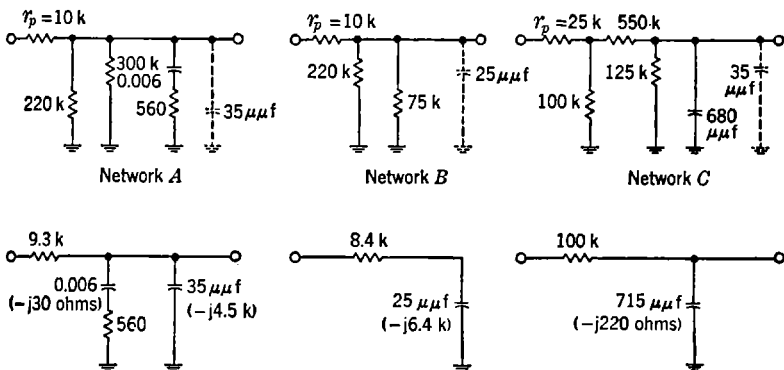 r_p = 10 k
220 k
300 k
0.006
560
35 μμf
Network A
r_p = 10 k
220 k
75 k
25 μμf
Network B
r_p = 25 k
550 k
100 k
125 k
680 μμf
35 μμf
Network C
9.3 k
0.006
(−j30 ohms)
560
35 μμf
(−j4.5 k)
8.4 k
25 μμf
(−j6.4 k)
100 k
715 μμf
(−j220 ohms)